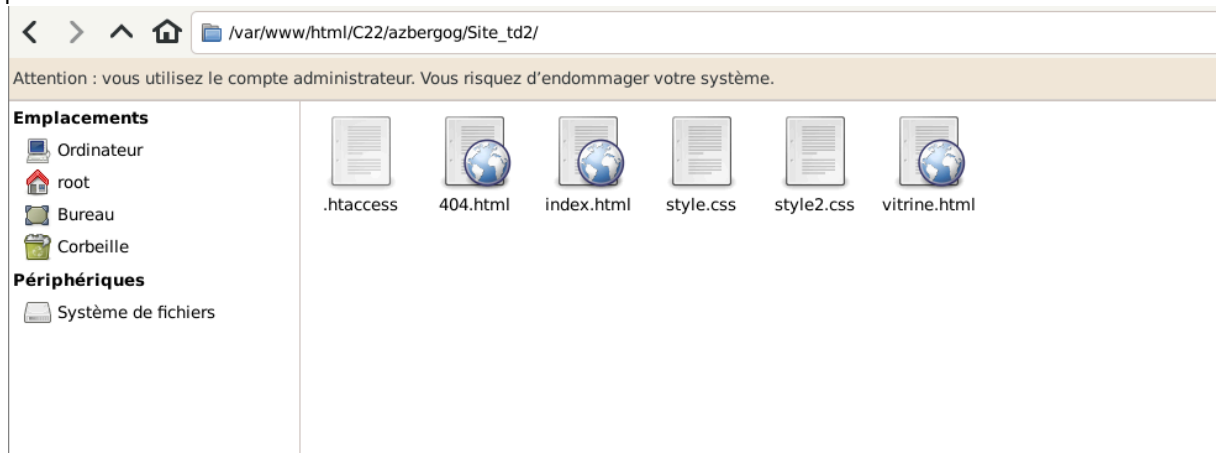 /var/www/html/C22/azbergog/Site_td2/
Attention : vous utilisez le compte administrateur. Vous risquez d’endommager votre système.
Emplacements
Ordinateur
root
Bureau
Corbeille
Périphériques
Système de fichiers
.htaccess 404.html index.html style.css style2.css vitrine.html